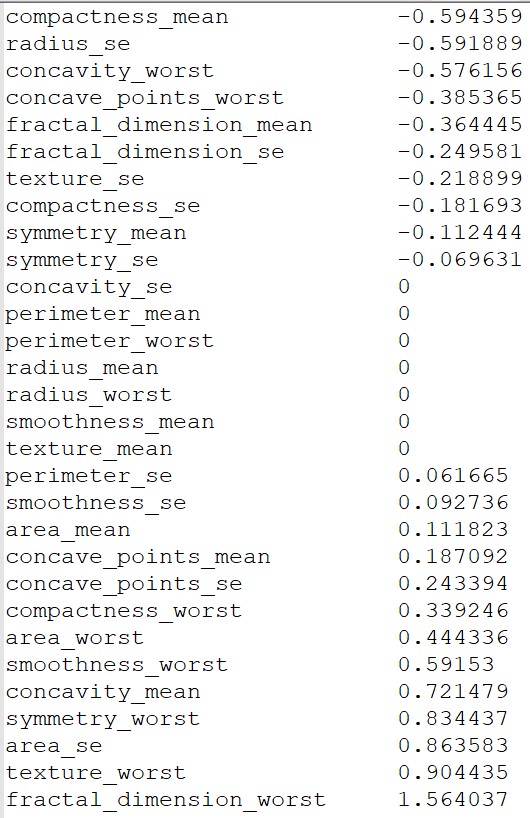 compactness_mean -0.594359
radius_se -0.591889
concavity_worst -0.576156
concave_points_worst -0.385365
fractal_dimension_mean -0.364445
fractal_dimension_se -0.249581
texture_se -0.218899
compactness_se -0.181693
symmetry_mean -0.112444
symmetry_se -0.069631
concavity_se 0
perimeter_mean 0
perimeter_worst 0
radius_mean 0
radius_worst 0
smoothness_mean 0
texture_mean 0
perimeter_se 0.061665
smoothness_se 0.092736
area_mean 0.111823
concave_points_mean 0.187092
concave_points_se 0.243394
compactness_worst 0.339246
area_worst 0.444336
smoothness_worst 0.59153
concavity_mean 0.721479
symmetry_worst 0.834437
area_se 0.863583
texture_worst 0.904435
fractal_dimension_worst 1.564037